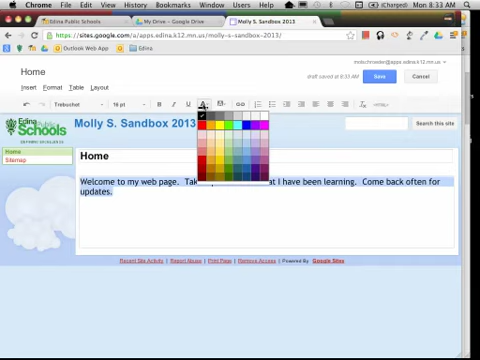 Chrome File Edit View History Bookmarks Window Help (Charged) Mon 8:33 AM
Edina Public Schools My Drive - Google Drive Molly S. Sandbox 2013
https://sites.google.com/a/apps.edina.k12.mn.us/molly-s-sandbox-2013/
Apps Outlook Web App Edina
Home
draft saved at 8:33 AM Save Cancel
Insert Format Table Layout
Trebuchet 18 pt B I U A
Edina Public Schools
Molly S. Sandbox 2013
Search this site
Home
Sitemap
Home
Welcome to my web page. that I have been learning. Come back often for
updates.
Recent Site Activity | Report Abuse | Print Page | Remove Access | Powered By Google Sites